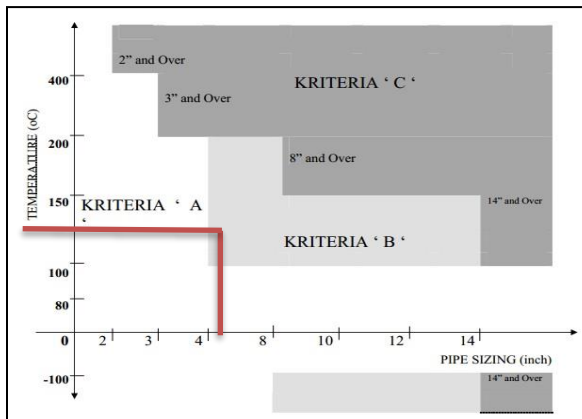 2” and Over
400
KRITERIA ‘ C ‘
3” and Over
TEMPERATURE (oC)
200
8” and Over
150
14” and Over
KRITERIA ‘ A
‘
KRITERIA ‘ B ‘
100
80
0
2
3
4
8
10
12
14
PIPE SIZING (inch)
-100
14” and Over